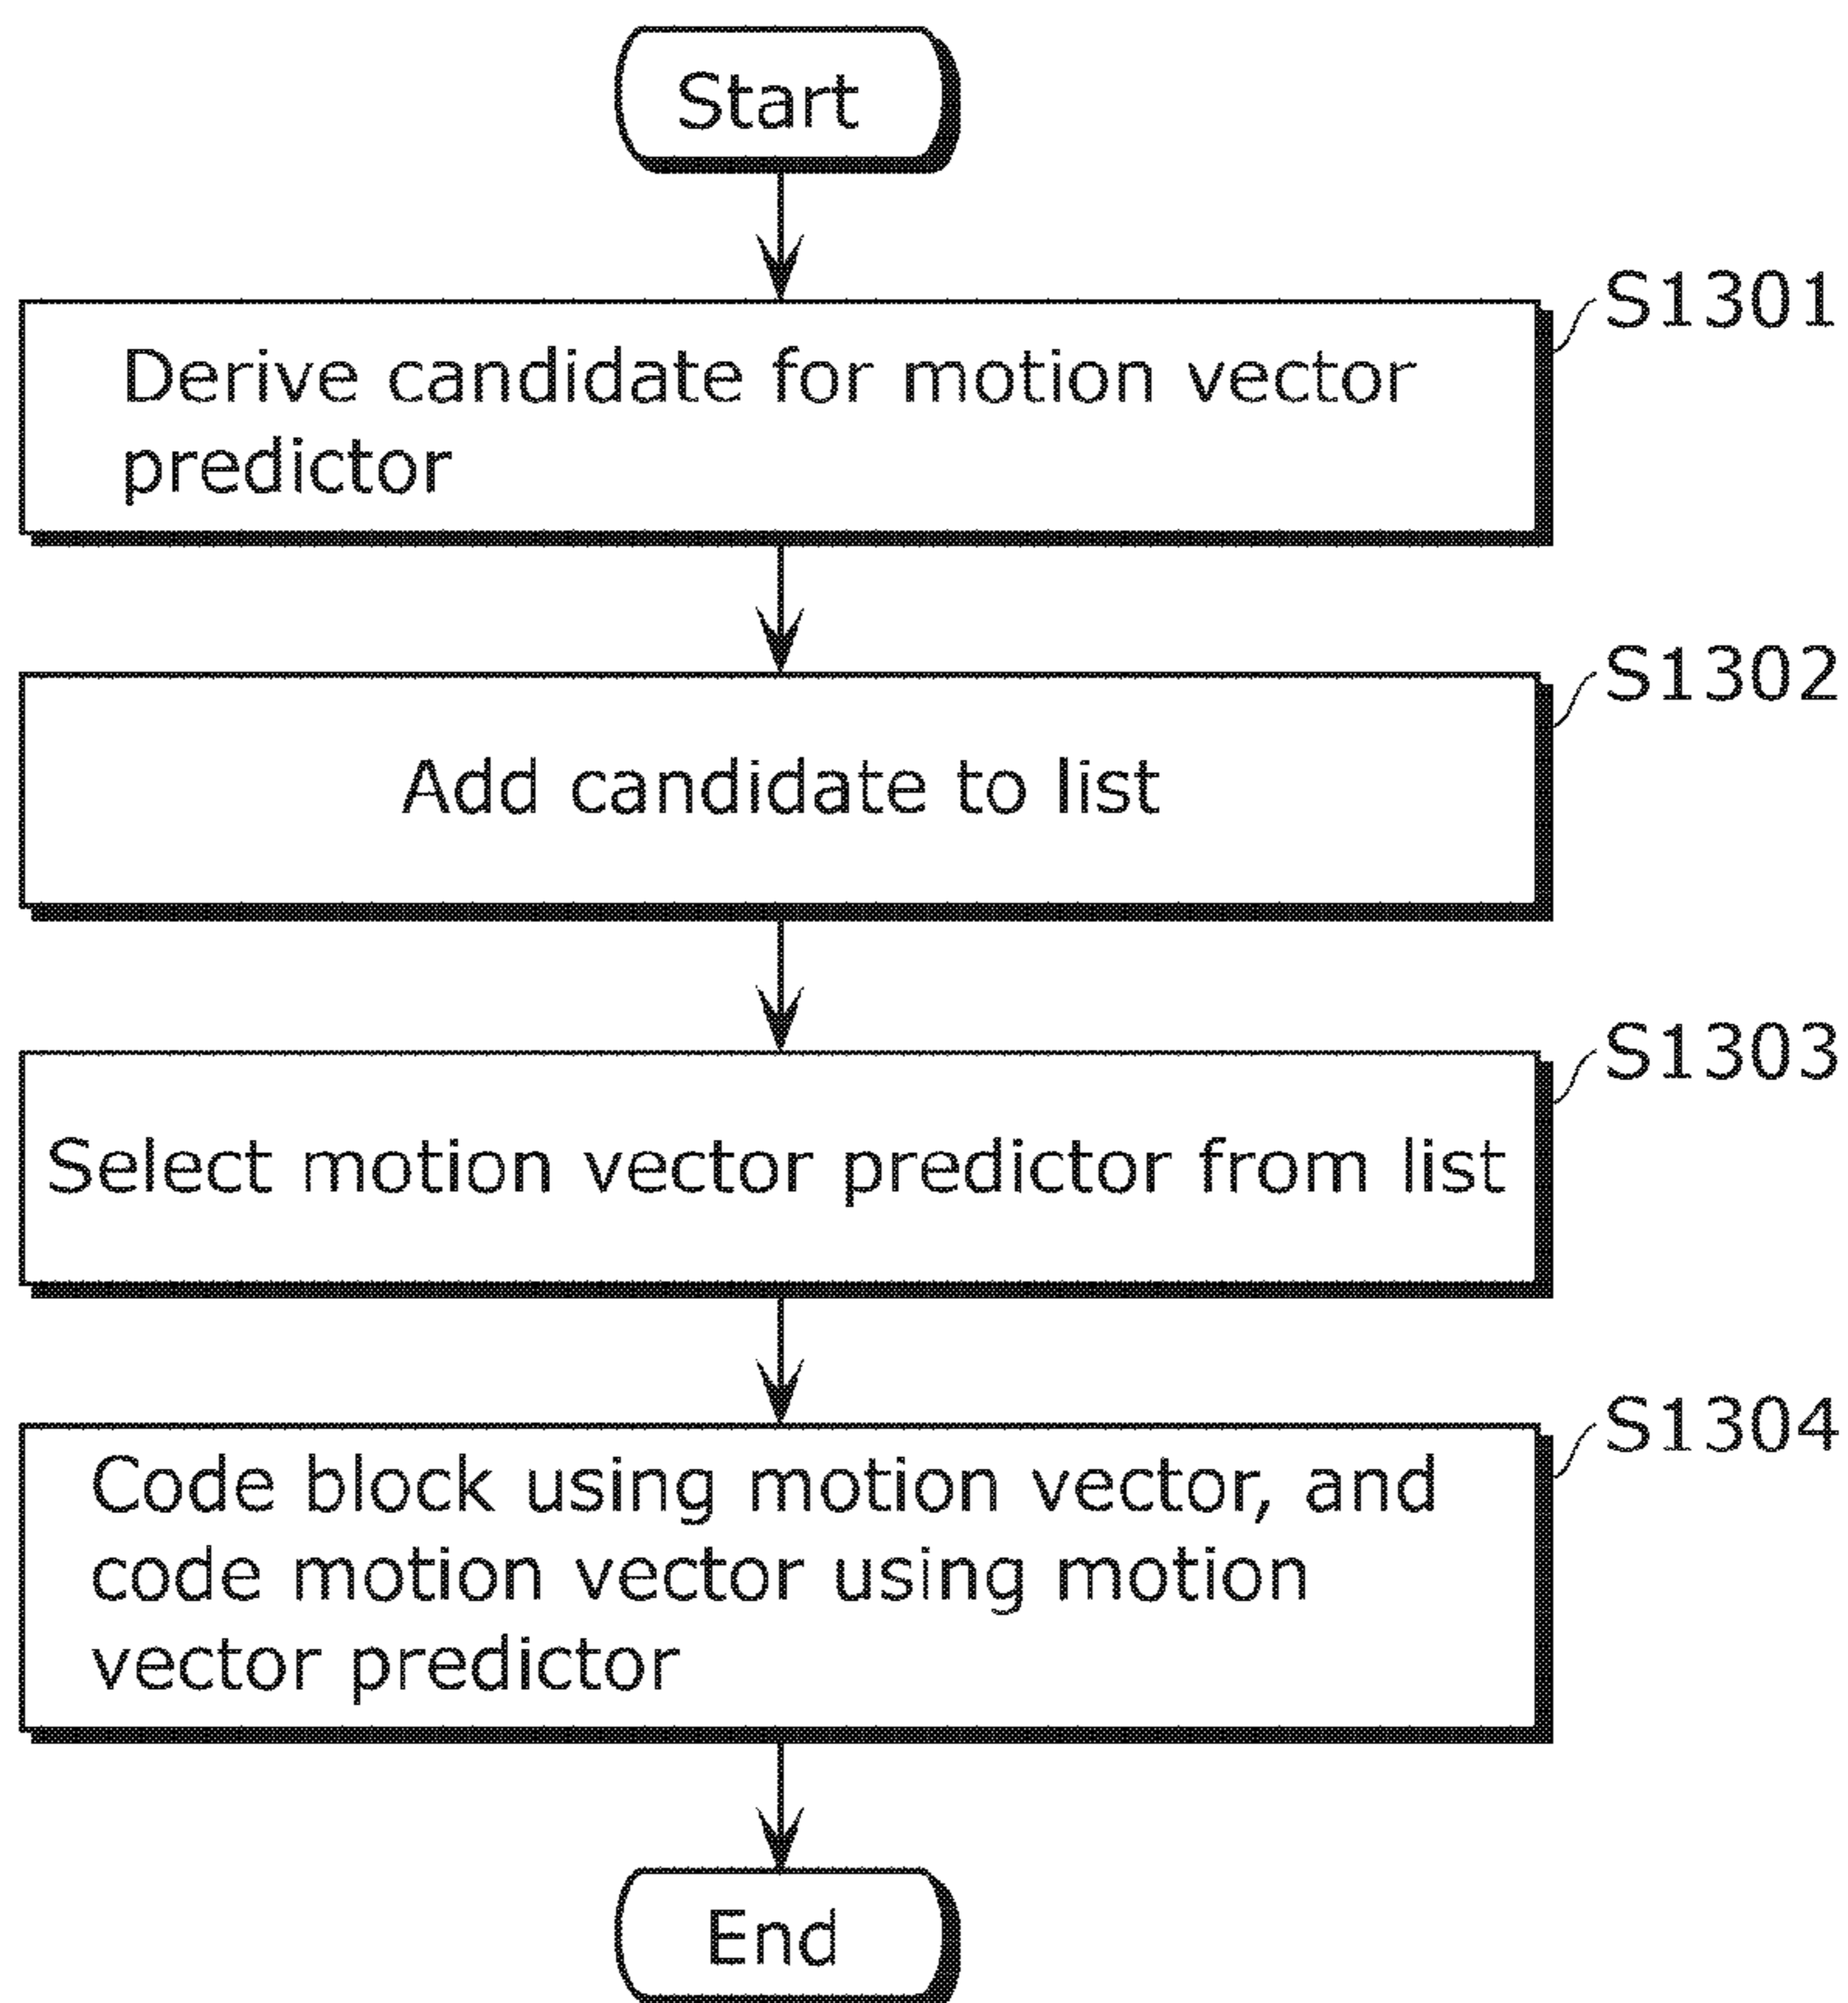 Start
S1301
Derive candidate for motion vector
predictor
S1302
Add candidate to list
S1303
Select motion vector predictor from list
S1304
Code block using motion vector, and
code motion vector using motion
vector predictor
End